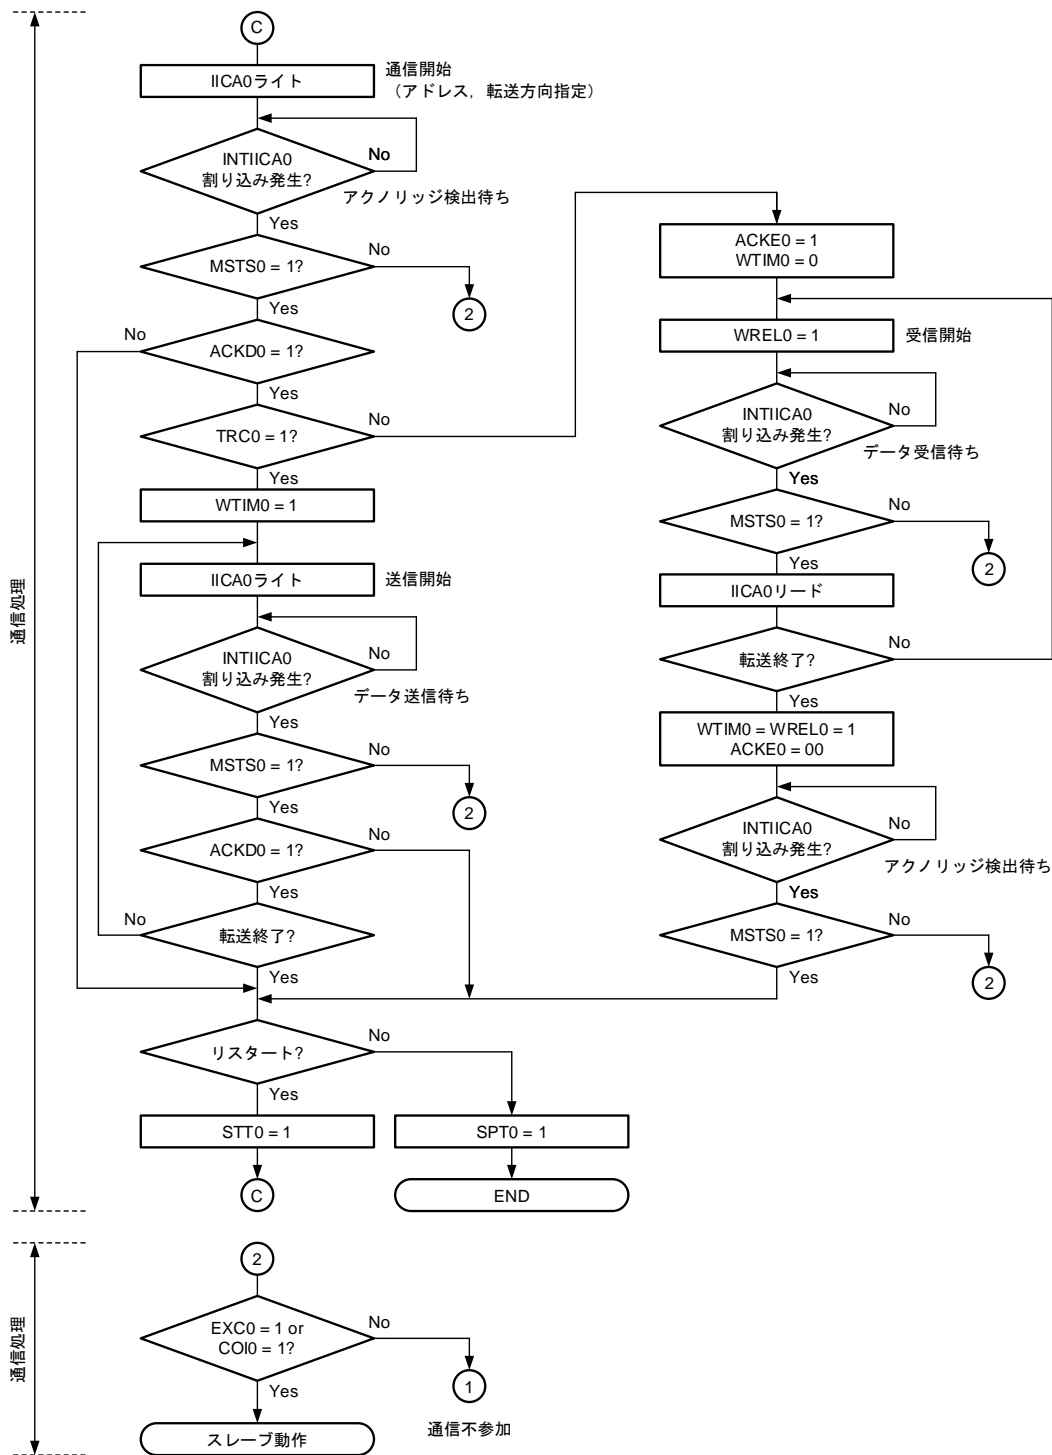 C
IICA0ライト
通信開始
（アドレス，転送方向指定）
INTIICA0
割り込み発生?
No
アクノリッジ検出待ち
Yes
MSTS0 = 1?
No
2
Yes
ACKD0 = 1?
No
Yes
TRC0 = 1?
No
Yes
WTIM0 = 1
IICA0ライト
送信開始
INTIICA0
割り込み発生?
No
データ送信待ち
Yes
MSTS0 = 1?
No
2
Yes
ACKD0 = 1?
No
Yes
転送終了?
No
Yes
ACKE0 = 1
WTIM0 = 0
WREL0 = 1
受信開始
INTIICA0
割り込み発生?
No
データ受信待ち
Yes
MSTS0 = 1?
No
2
Yes
IICA0リード
転送終了?
No
Yes
WTIM0 = WREL0 = 1
ACKE0 = 00
INTIICA0
割り込み発生?
No
アクノリッジ検出待ち
Yes
MSTS0 = 1?
No
2
Yes
リスタート?
No
Yes
STT0 = 1
SPT0 = 1
C
END
通信処理
2
EXC0 = 1 or
COI0 = 1?
No
1
通信不参加
Yes
スレーブ動作
通信処理